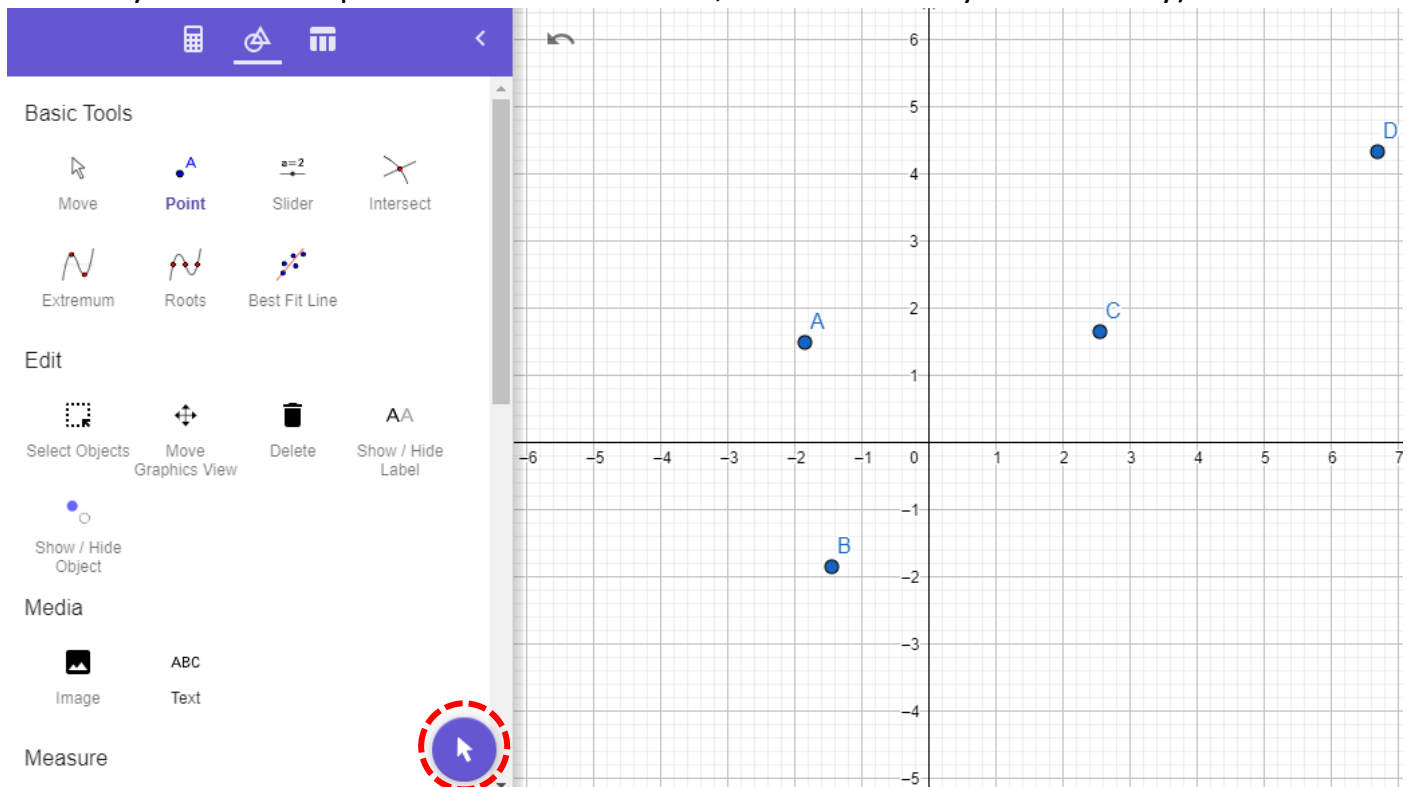 Basic Tools
A
a=2
Move
Point
Slider
Intersect
Extremum
Roots
Best Fit Line
Edit
AA
Select Objects
Move
Graphics View
Delete
Show / Hide
Label
Show / Hide
Object
Media
ABC
Image
Text
Measure
6
5
D
4
3
2
C
A
1
–6 –5 –4 –3 –2 –1 0 1 2 3 4 5 6 7
–1
B
–2
–3
–4
–5